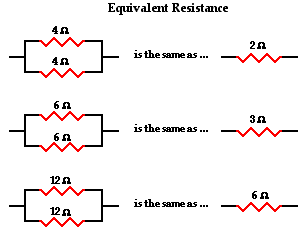 Equivalent Resistance
4 Ω
4 Ω
is the same as ...
2 Ω
6 Ω
6 Ω
is the same as ...
3 Ω
12 Ω
12 Ω
is the same as ...
6 Ω